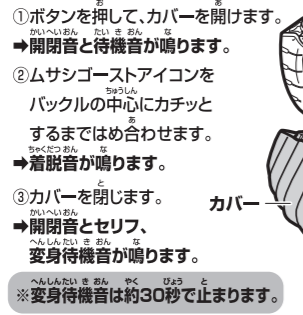 ①ボタンを押して、カバーを開けます。
➡開閉音と待機音が鳴ります。
②ムサシゴーストアイコンを
バックルの中心にカチッと
するまではめ合わせます。
➡着脱音が鳴ります。
③カバーを閉じます。
カバー
➡開閉音とセリフ、
変身待機音が鳴ります。
※変身待機音は約30秒で止まります。